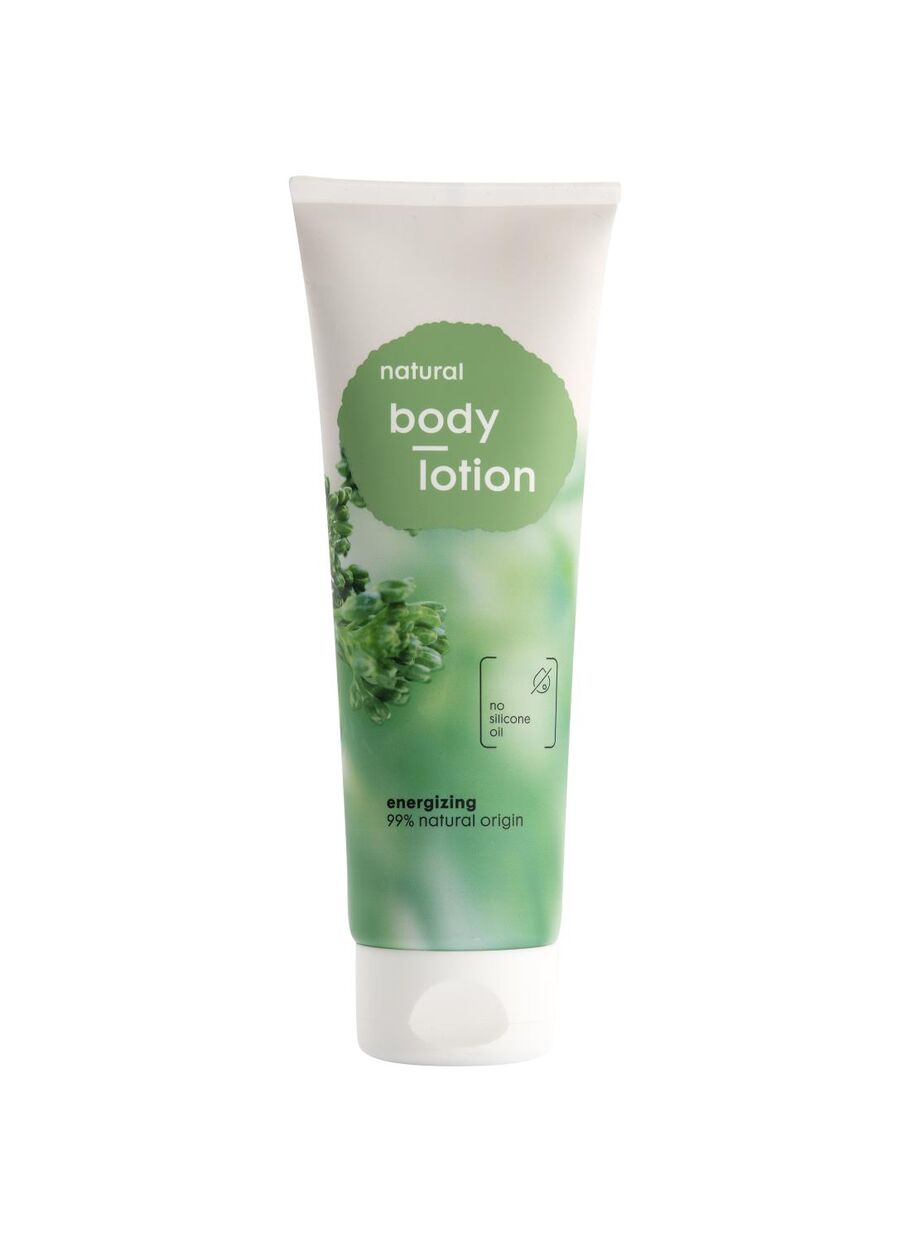 natural
body
lotion
no
silicone
oil
energizing
99% natural origin